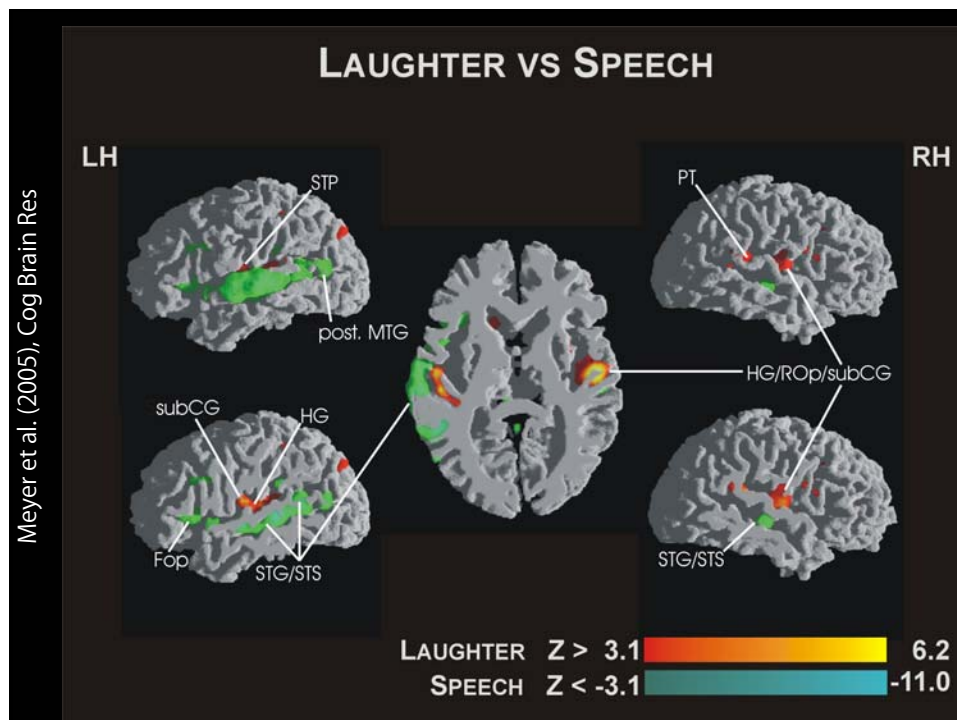 LAUGHTER VS SPEECH
Meyer et al. (2005), Cog Brain Res
LH
RH
STP
post. MTG
PT
HG/ROp/subCG
subCG
HG
Fop
STG/STS
STG/STS
LAUGHTER Z > 3.1 6.2
SPEECH Z < -3.1 -11.0